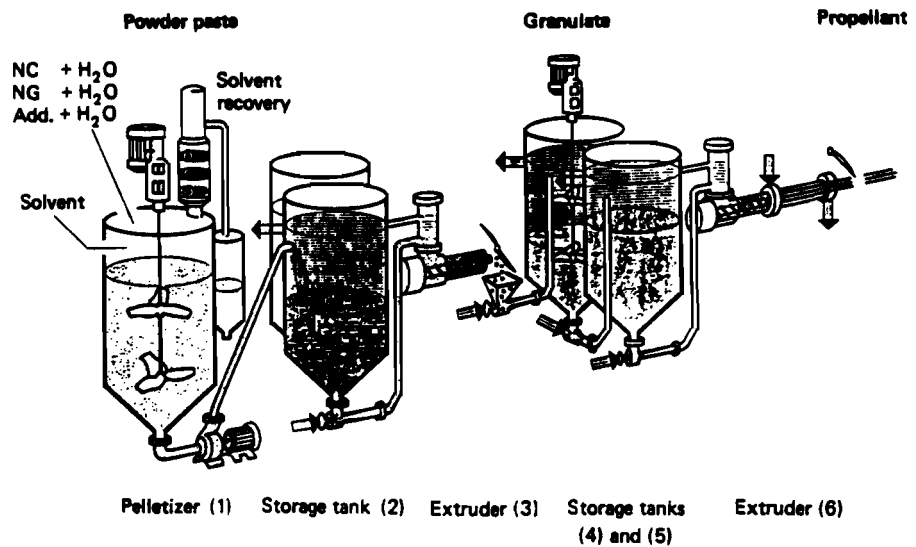 Powder paste
Granulate
Propellant
NC + H₂O
NG + H₂O
Add. + H₂O
Solvent
recovery
Solvent
Pelletizer (1)
Storage tank (2)
Extruder (3)
Storage tanks
(4) and (5)
Extruder (6)